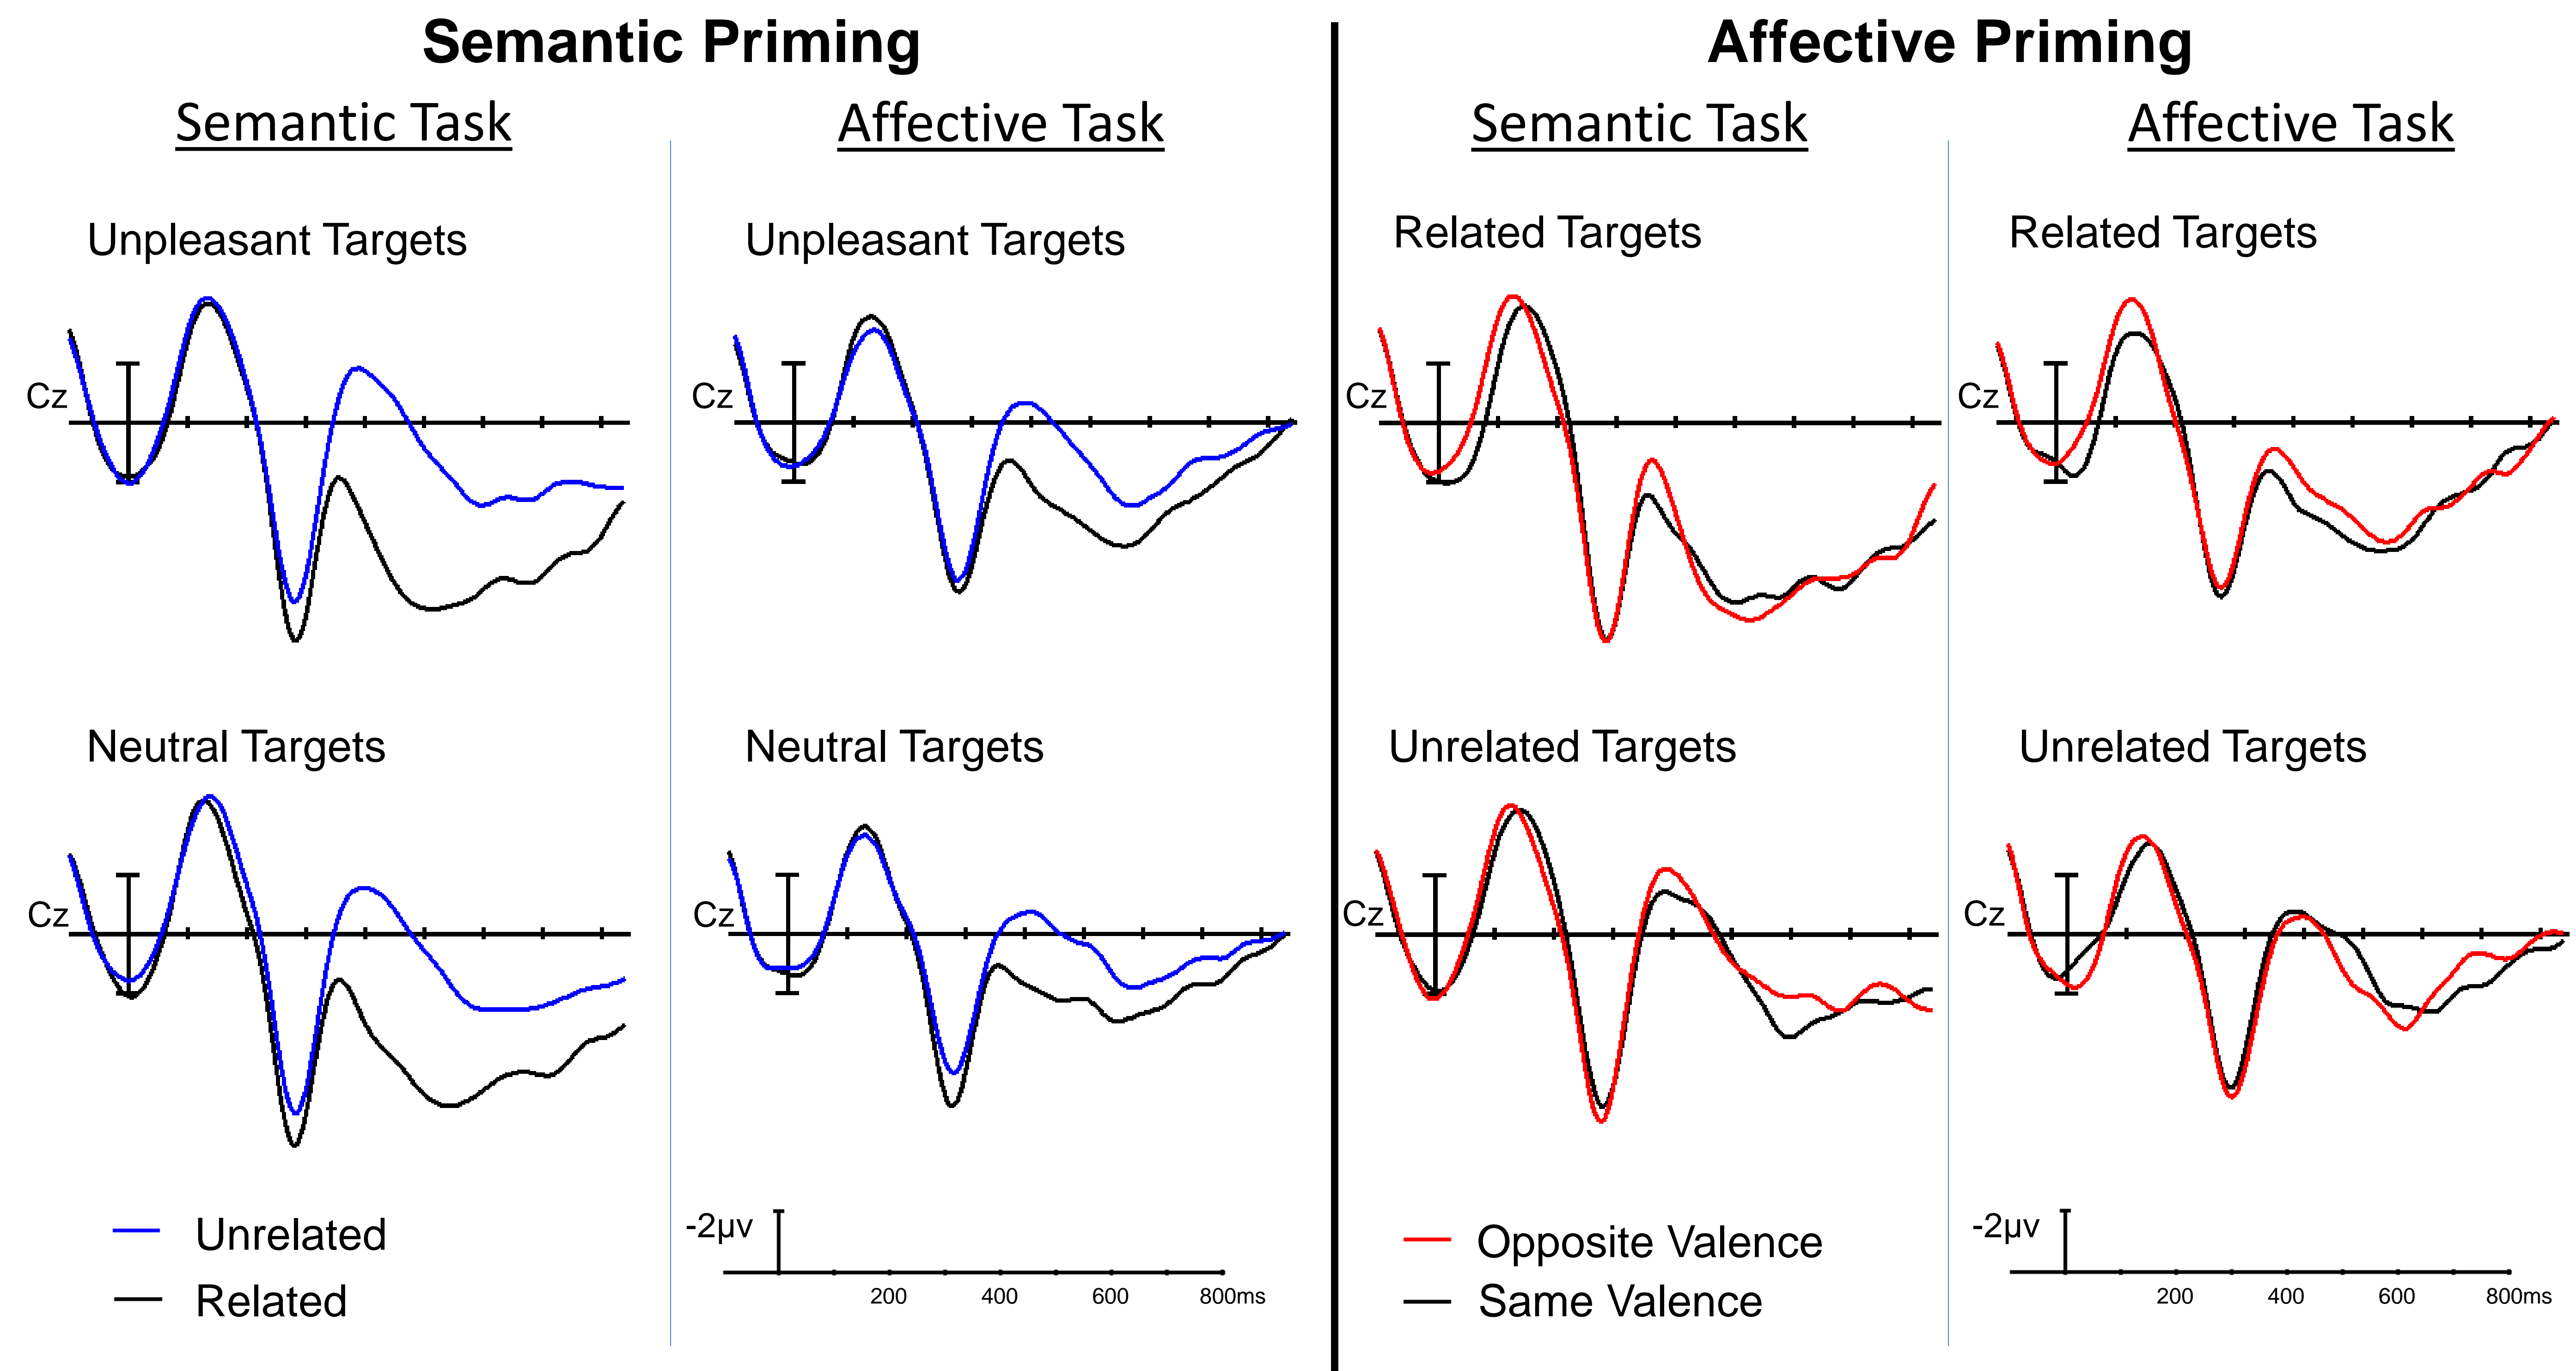 Semantic Priming
Semantic Task
Affective Task
Unpleasant Targets
Unpleasant Targets
Cz
Cz
Neutral Targets
Neutral Targets
Cz
Cz
Unrelated
Related
-2μv
200 400 600 800ms
Affective Priming
Semantic Task
Affective Task
Related Targets
Related Targets
Cz
Cz
Unrelated Targets
Unrelated Targets
Cz
Cz
Opposite Valence
Same Valence
-2μv
200 400 600 800ms